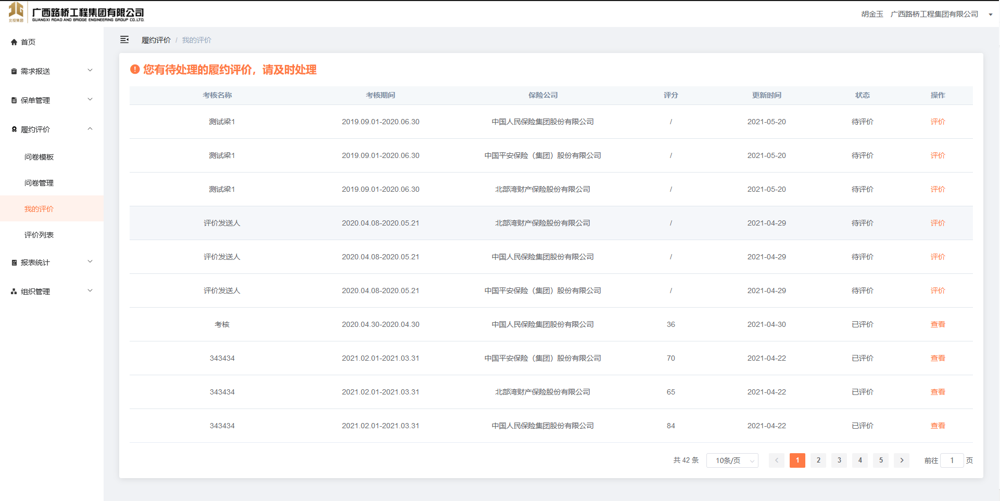 北投集团
广西路桥工程集团有限公司
GUANGXI ROAD AND BRIDGE ENGINEERING GROUP CO.,LTD.
胡金玉 广西路桥工程集团有限公司
首页
需求报送
保单管理
履约评价
问卷模板
问卷管理
我的评价
评价列表
报表统计
组织管理
履约评价 / 我的评价
您有待处理的履约评价，请及时处理
考核名称 考核期间 保险公司 评分 更新时间 状态 操作
测试梁1 2019.09.01-2020.06.30 中国人民保险集团股份有限公司 / 2021-05-20 待评价 评价
测试梁1 2019.09.01-2020.06.30 中国平安保险（集团）股份有限公司 / 2021-05-20 待评价 评价
测试梁1 2019.09.01-2020.06.30 北部湾财产保险股份有限公司 / 2021-05-20 待评价 评价
评价发送人 2020.04.08-2020.05.21 北部湾财产保险股份有限公司 / 2021-04-29 待评价 评价
评价发送人 2020.04.08-2020.05.21 中国人民保险集团股份有限公司 / 2021-04-29 待评价 评价
评价发送人 2020.04.08-2020.05.21 中国平安保险（集团）股份有限公司 / 2021-04-29 待评价 评价
考核 2020.04.30-2020.04.30 中国人民保险集团股份有限公司 36 2021-04-30 已评价 查看
343434 2021.02.01-2021.03.31 中国平安保险（集团）股份有限公司 70 2021-04-22 已评价 查看
343434 2021.02.01-2021.03.31 北部湾财产保险股份有限公司 65 2021-04-22 已评价 查看
343434 2021.02.01-2021.03.31 中国人民保险集团股份有限公司 84 2021-04-22 已评价 查看
共 42 条 10条/页 1 2 3 4 5 前往 1 页